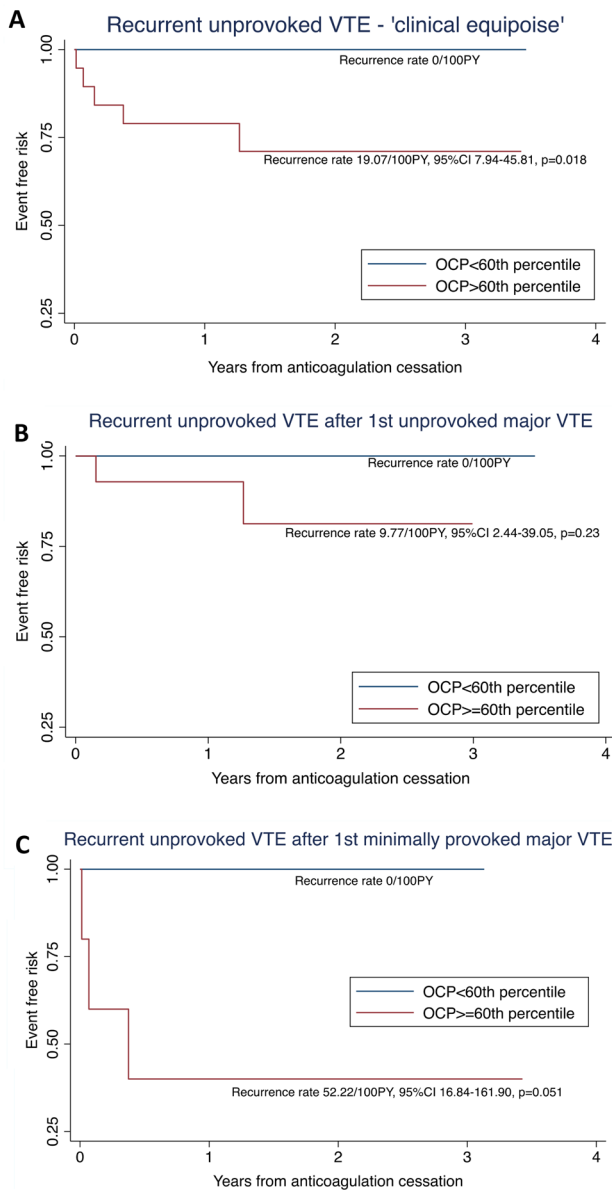 A
Recurrent unprovoked VTE - 'clinical equipoise'
1.00
Recurrence rate 0/100PY
0.75
Recurrence rate 19.07/100PY, 95%CI 7.94-45.81, p=0.018
Event free risk
0.50
OCP<60th percentile
OCP>60th percentile
0.25
0 1 2 3 4
Years from anticoagulation cessation
B
Recurrent unprovoked VTE after 1st unprovoked major VTE
1.00
Recurrence rate 0/100PY
0.75
Recurrence rate 9.77/100PY, 95%CI 2.44-39.05, p=0.23
Event free risk
0.50
OCP<60th percentile
OCP>=60th percentile
0.25
0 1 2 3 4
Years from anticoagulation cessation
C
Recurrent unprovoked VTE after 1st minimally provoked major VTE
1.00
Recurrence rate 0/100PY
0.75
Event free risk
OCP<60th percentile
OCP>=60th percentile
0.50
Recurrence rate 52.22/100PY, 95%CI 16.84-161.90, p=0.051
0.25
0 1 2 3 4
Years from anticoagulation cessation